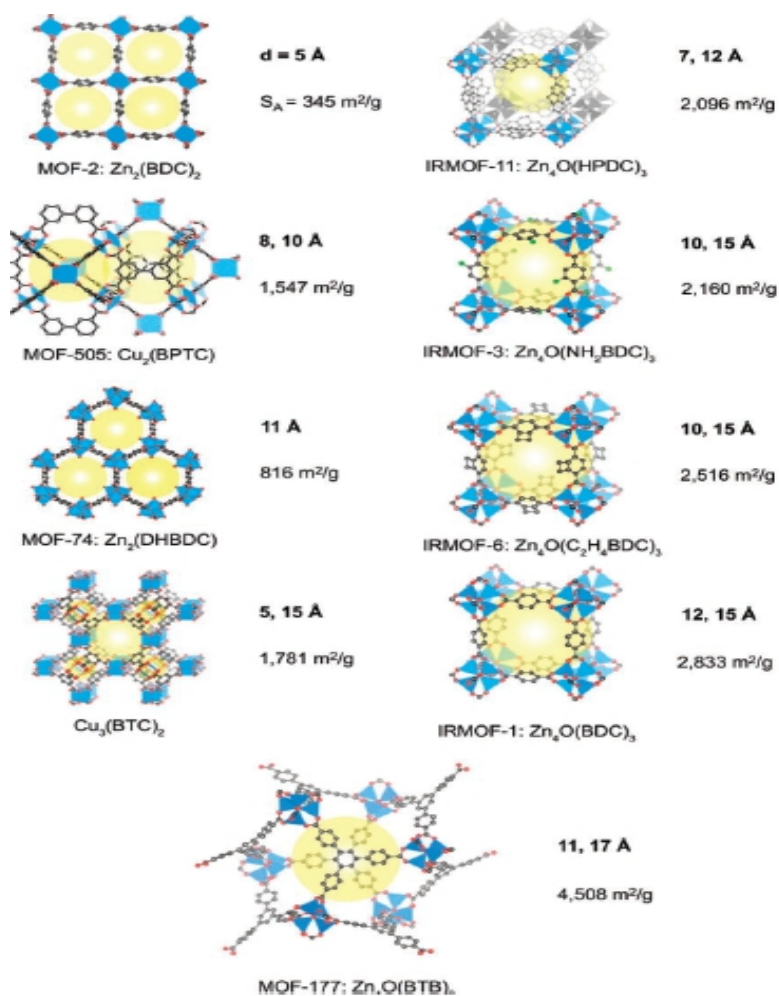 d = 5 Å
S_A = 345 m²/g
MOF-2: Zn₂(BDC)₂
7, 12 Å
2,096 m²/g
IRMOF-11: Zn₄O(HPDC)₃
8, 10 Å
1,547 m²/g
MOF-505: Cu₂(BPTC)
10, 15 Å
2,160 m²/g
IRMOF-3: Zn₄O(NH₂BDC)₃
11 Å
816 m²/g
MOF-74: Zn₂(DHBDC)
10, 15 Å
2,516 m²/g
IRMOF-6: Zn₄O(C₂H₄BDC)₃
5, 15 Å
1,781 m²/g
Cu₃(BTC)₂
12, 15 Å
2,833 m²/g
IRMOF-1: Zn₄O(BDC)₃
11, 17 Å
4,508 m²/g
MOF-177: